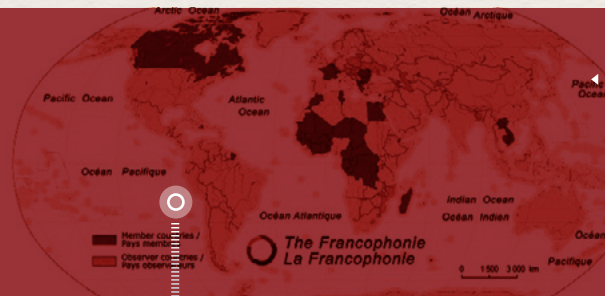 Arctic Ocean
Océan Arctique
Pacific Ocean
Atlantic
Ocean
Pacific
Ocean
Océan Pacifique
Indian Ocean
Océan Indien
Océan Atlantique
Océan
Pacifique
Member countries /
Pays membres
Observer countries /
Pays observateurs
The Francophonie
La Francophonie
0 1 500 3 000 km